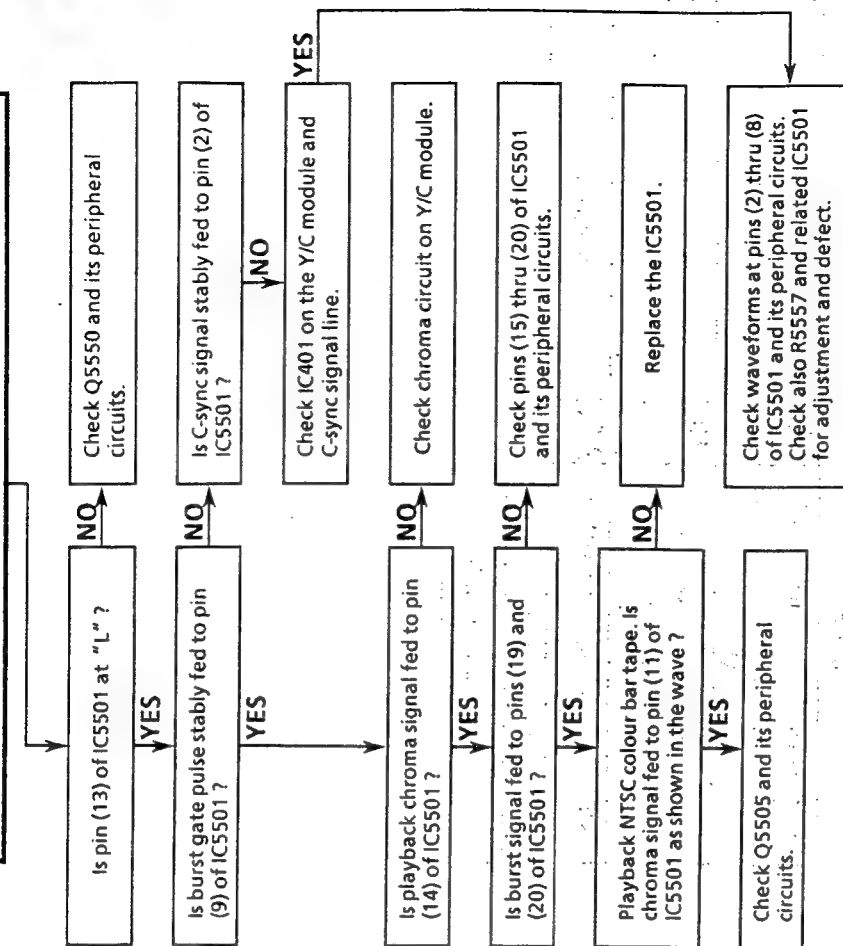 Is pin (13) of IC5501 at "L" ?
NO
Check Q5550 and its peripheral
circuits.
YES
Is burst gate pulse stably fed to pin
(9) of IC5501 ?
NO
Is C-sync signal stably fed to pin (2) of
IC5501 ?
YES
NO
Check IC401 on the Y/C module and
C-sync signal line.
YES
Is playback chroma signal fed to pin
(14) of IC5501 ?
NO
Check chroma circuit on Y/C module.
YES
Is burst signal fed to pins (19) and
(20) of IC5501 ?
NO
Check pins (15) thru (20) of IC5501
and its peripheral circuits.
YES
Playback NTSC colour bar tape. Is
chroma signal fed to pin (11) of
IC5501 as shown in the wave ?
NO
Replace the IC5501.
YES
Check Q5505 and its peripheral
circuits.
Check waveforms at pins (2) thru (8)
of IC5501 and its peripheral circuits.
Check also R5557 and related IC5501
for adjustment and defect.